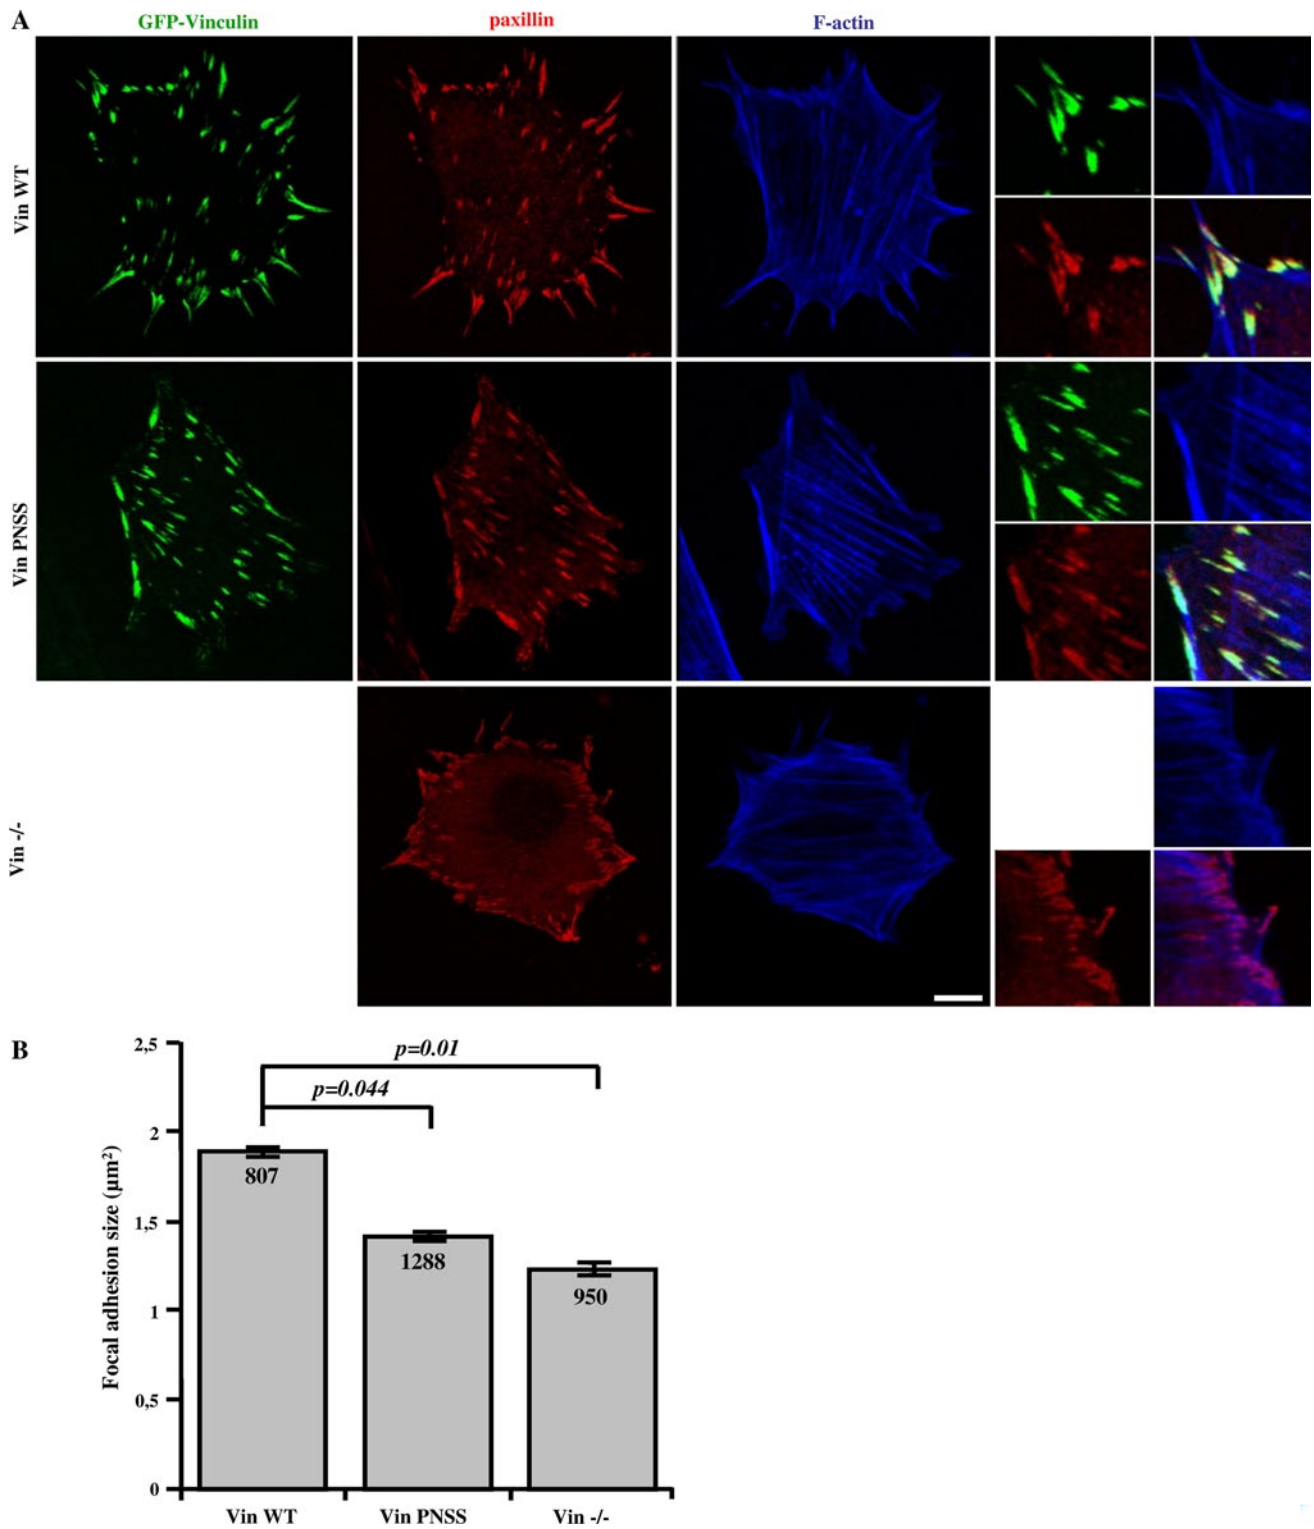 A
GFP-Vinculin paxillin F-actin
Vin WT
Vin PNSS
Vin -/-
B
2,5
2
1,5
1
0,5
0
Focal adhesion size (µm²)
p=0.01
p=0.044
807
1288
950
Vin WT Vin PNSS Vin -/-